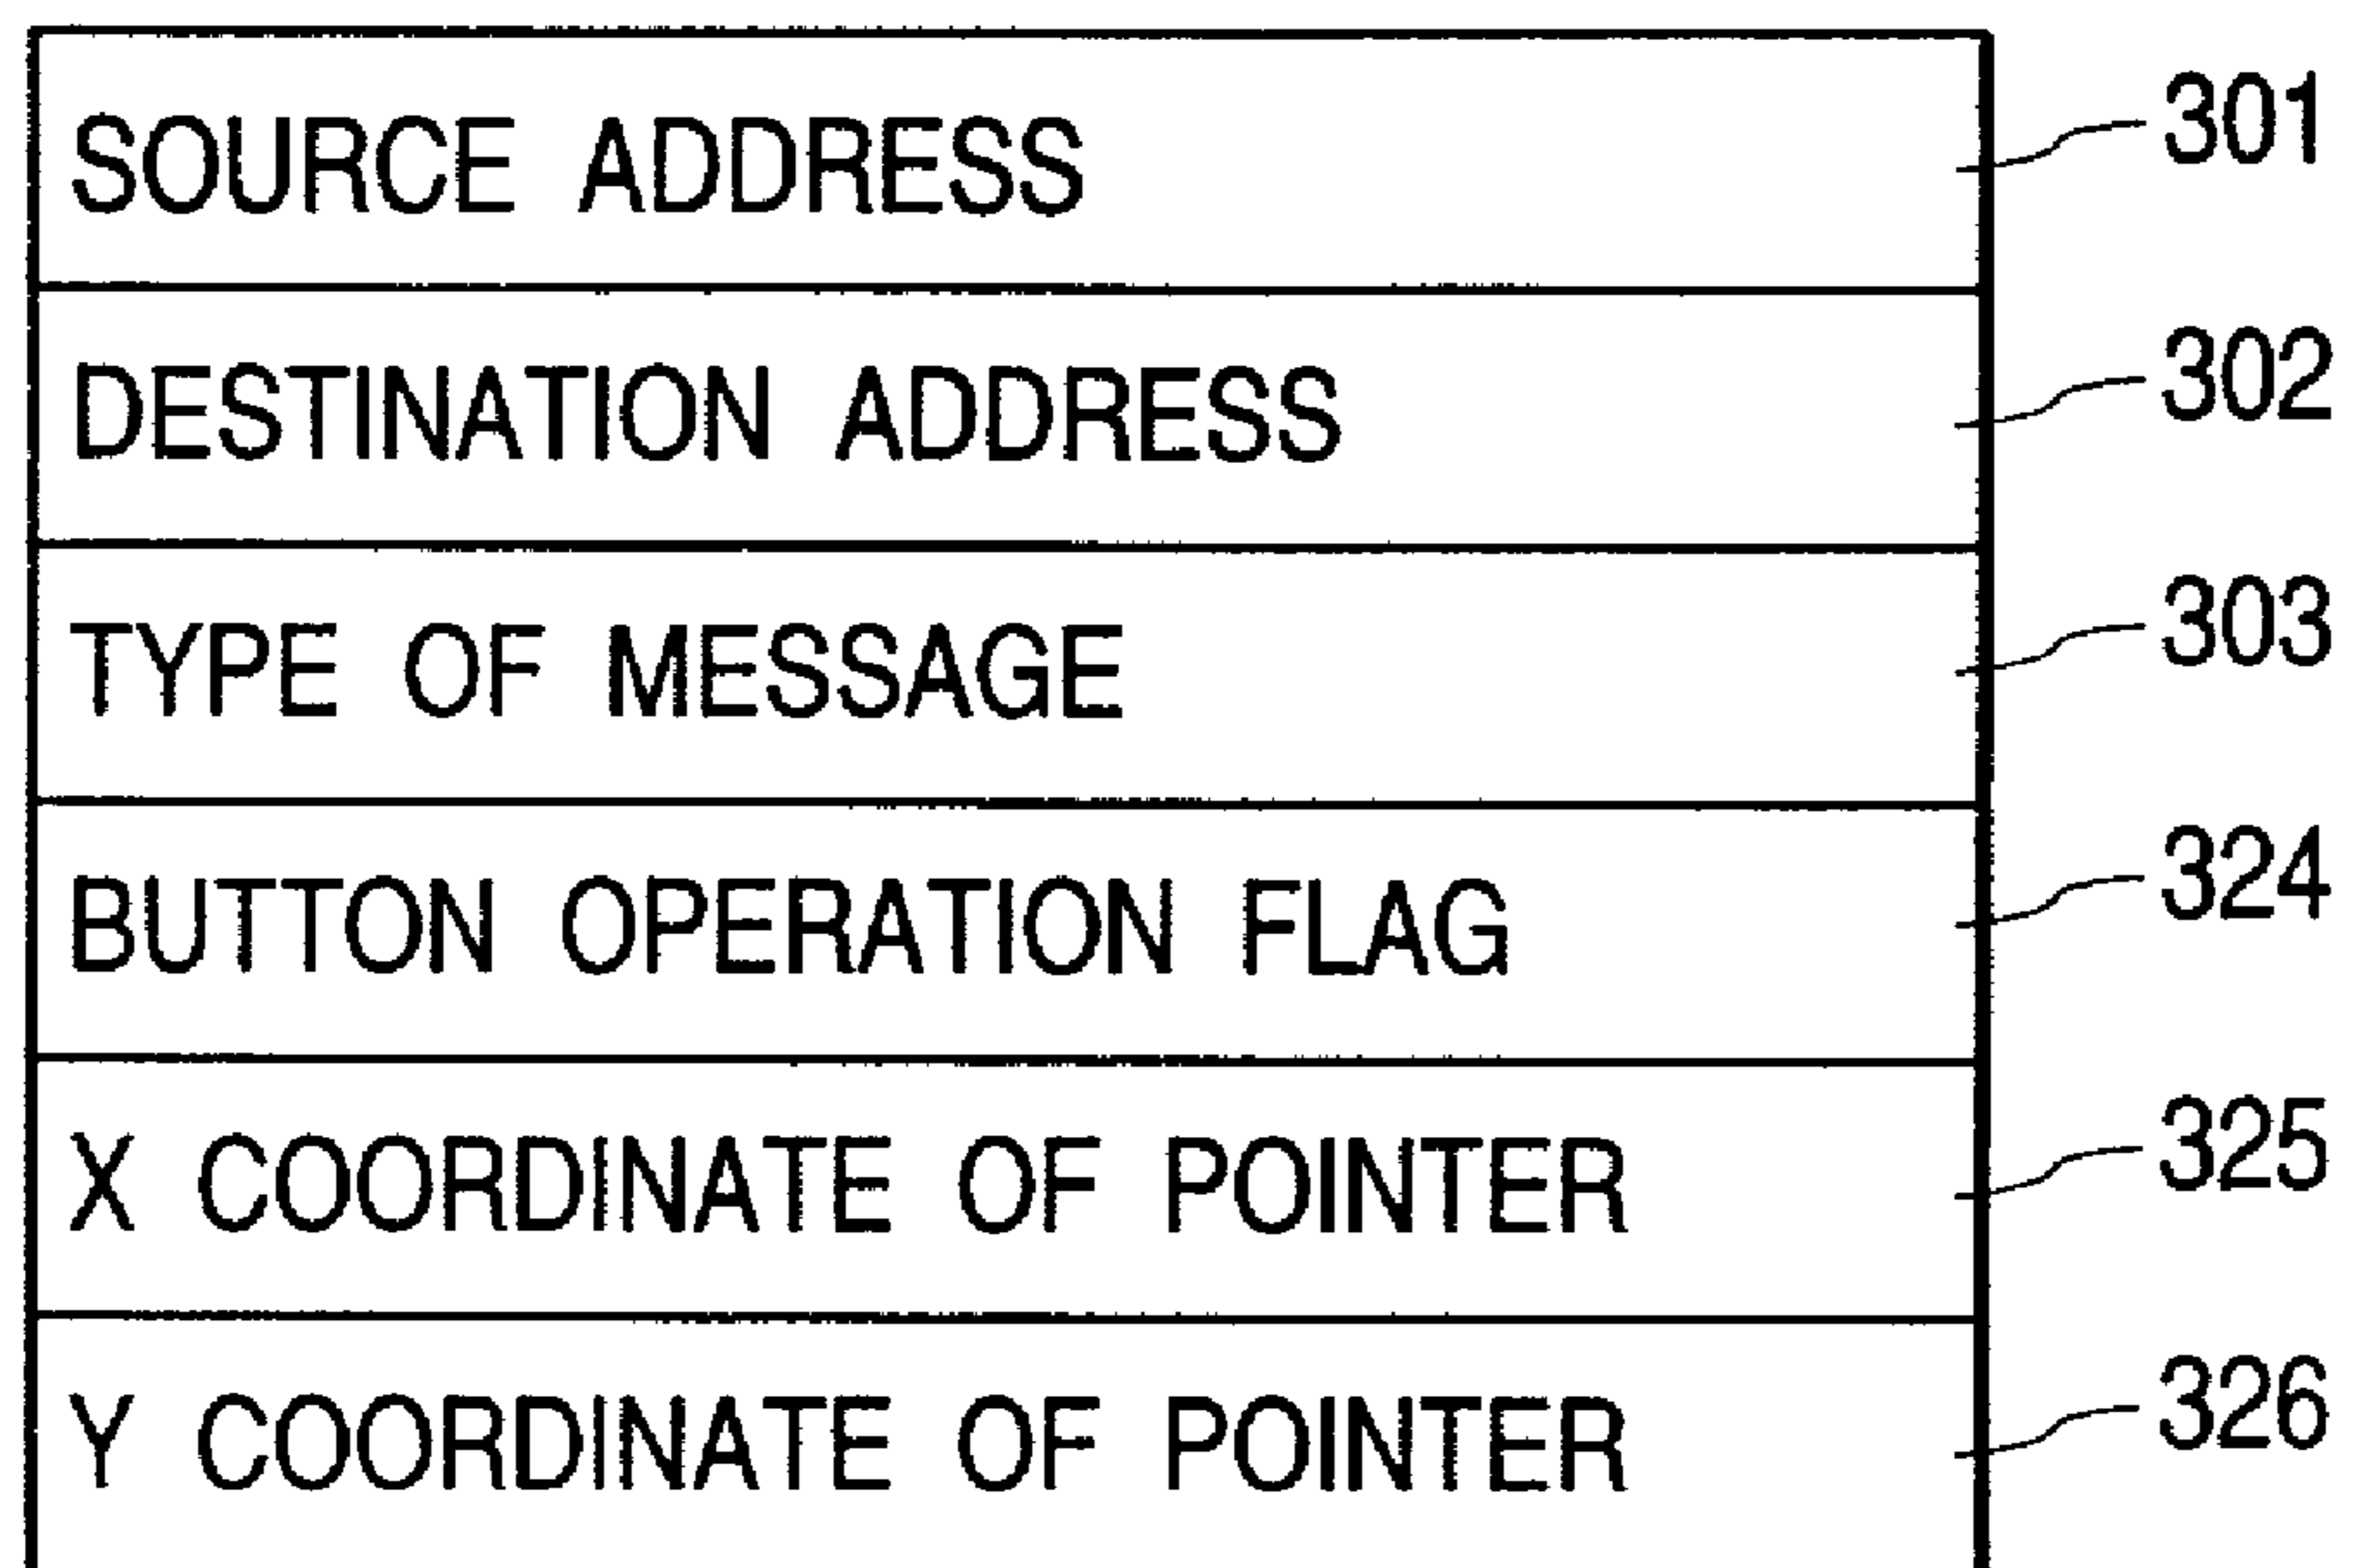 SOURCE ADDRESS 301
DESTINATION ADDRESS 302
TYPE OF MESSAGE 303
BUTTON OPERATION FLAG 324
X COORDINATE OF POINTER 325
Y COORDINATE OF POINTER 326